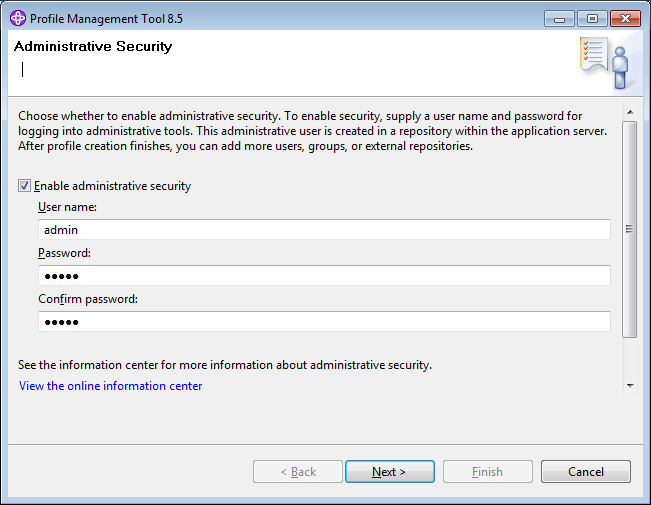 Profile Management Tool 8.5
Administrative Security
Choose whether to enable administrative security. To enable security, supply a user name and password for
logging into administrative tools. This administrative user is created in a repository within the application server.
After profile creation finishes, you can add more users, groups, or external repositories.
Enable administrative security
User name:
admin
Password:
●●●●●
Confirm password:
●●●●●
See the information center for more information about administrative security.
View the online information center
< Back Next > Finish Cancel